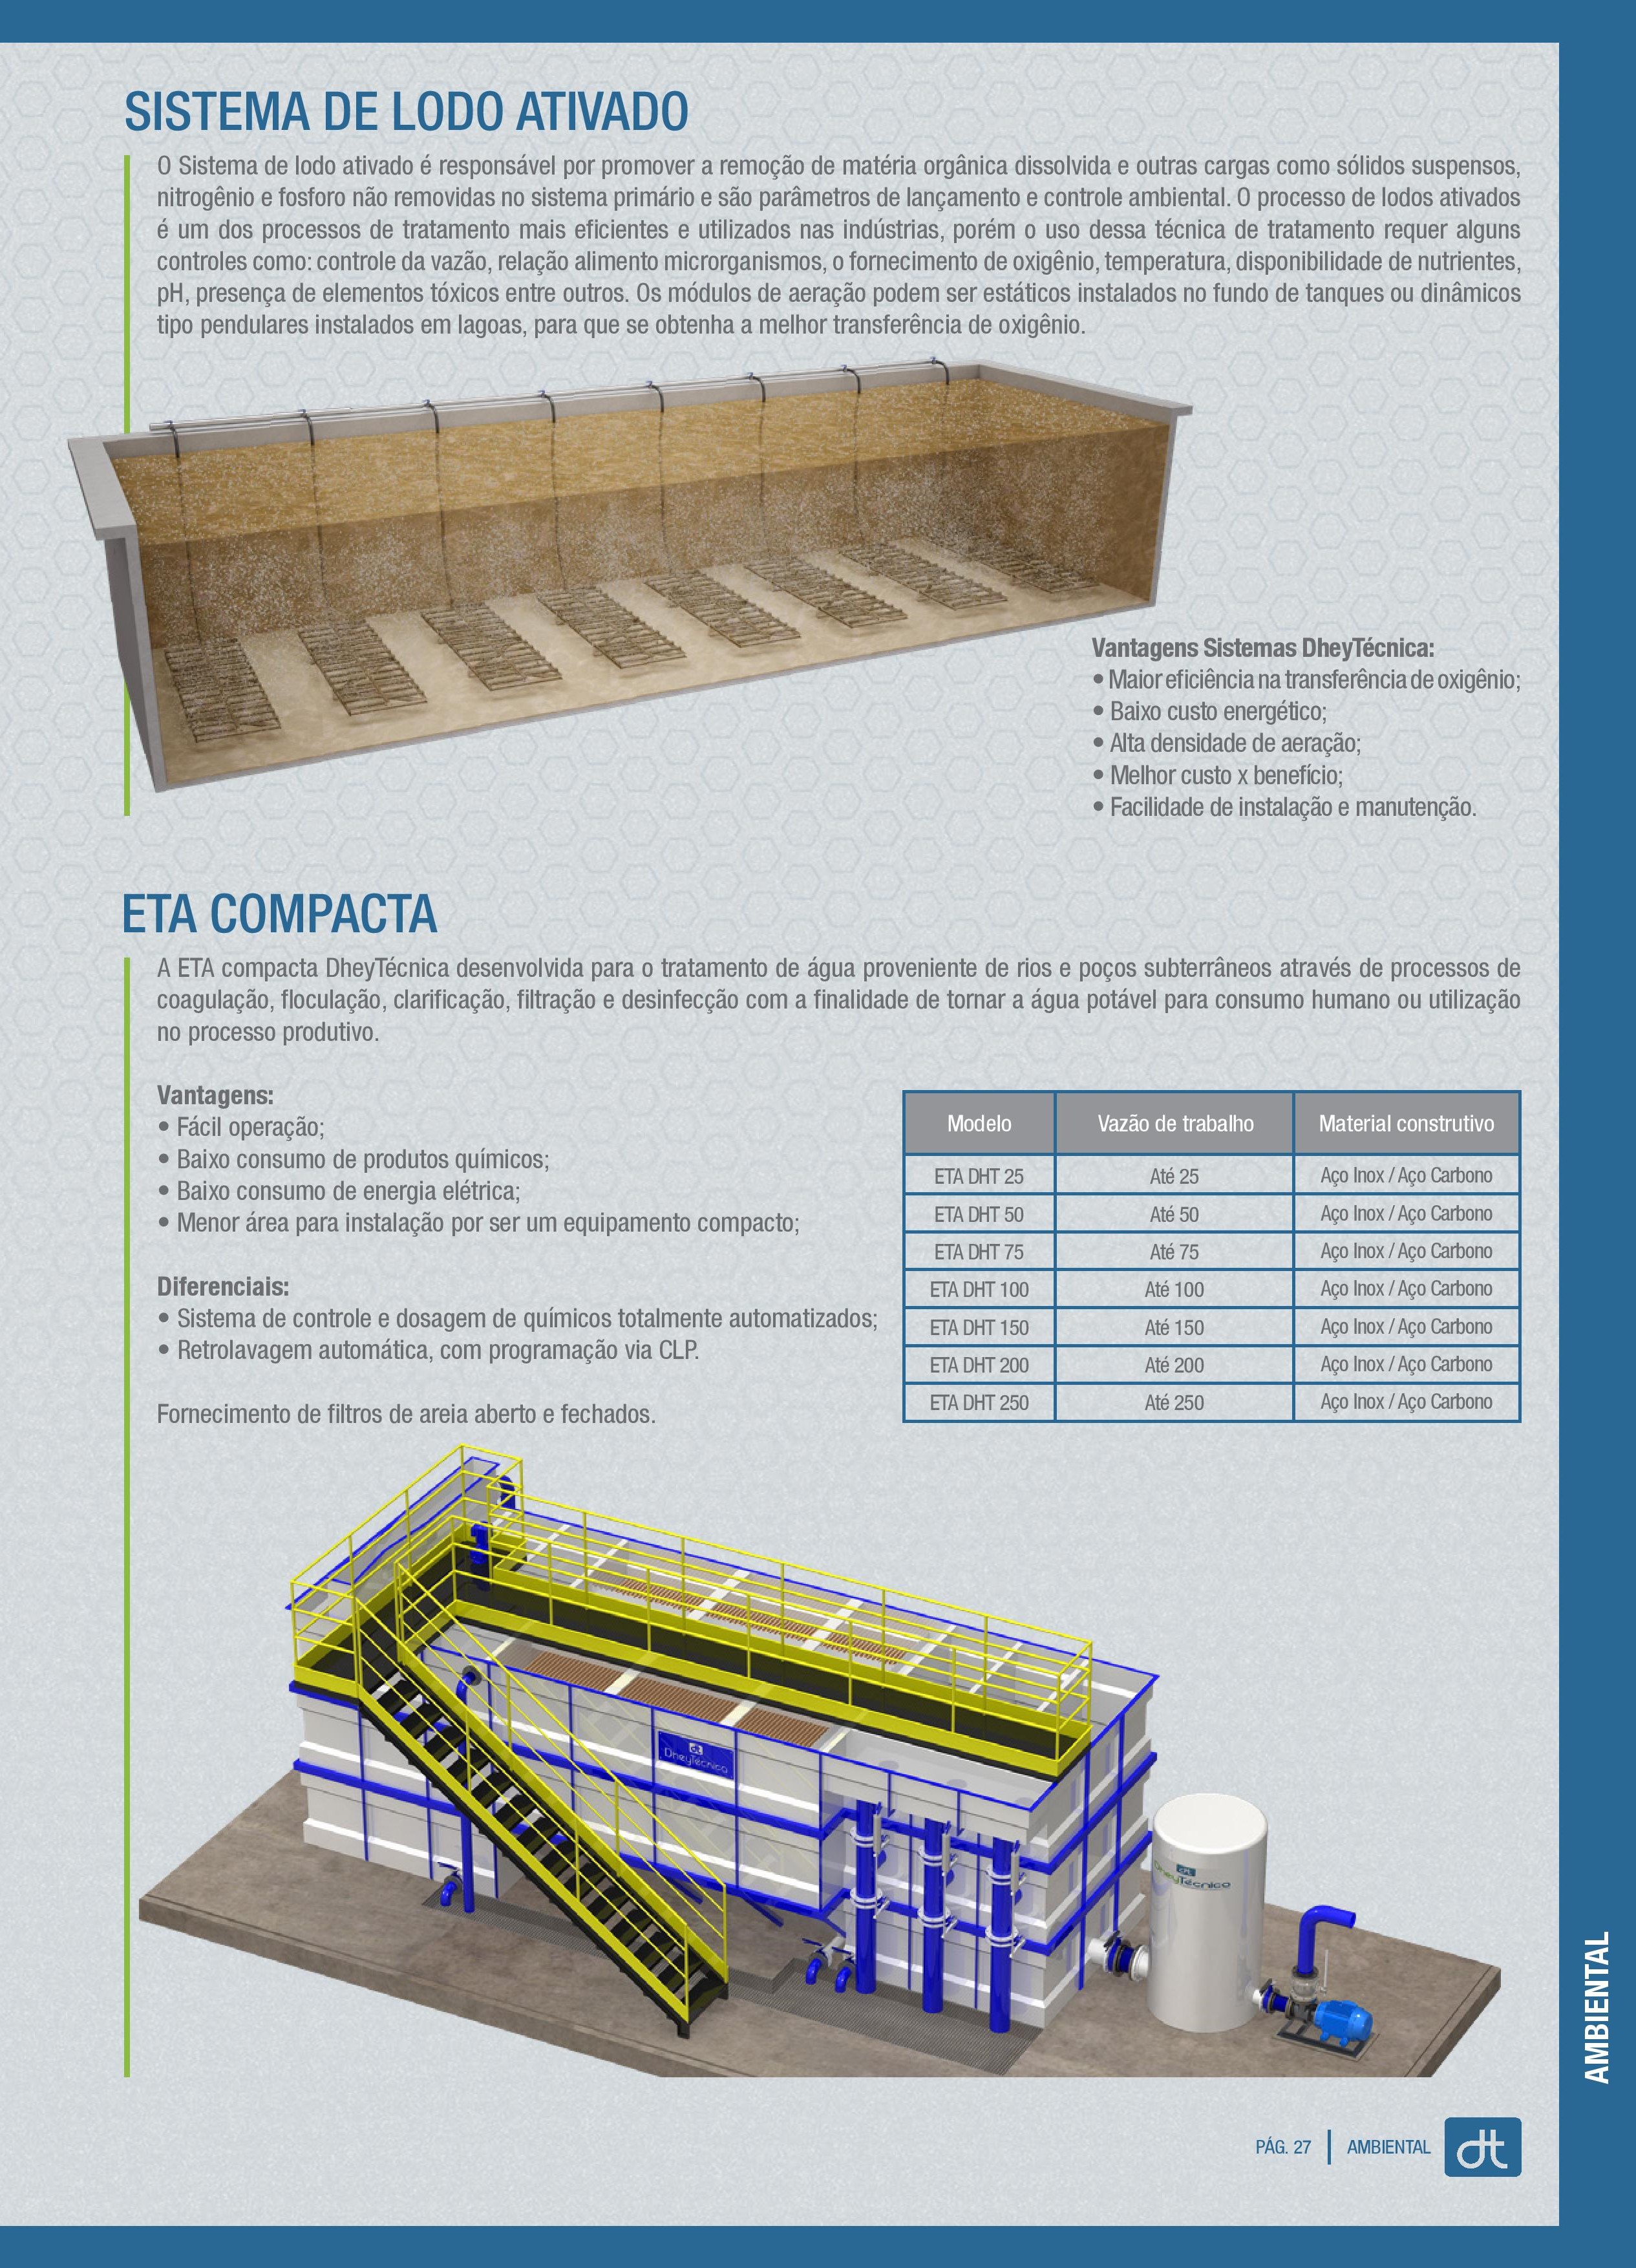 SISTEMA DE LODO ATIVADO
O Sistema de lodo ativado é responsável por promover a remoção de matéria orgânica dissolvida e outras cargas como sólidos suspensos,
nitrogênio e fosforo não removidas no sistema primário e são parâmetros de lançamento e controle ambiental. O processo de lodos ativados
é um dos processos de tratamento mais eficientes e utilizados nas indústrias, porém o uso dessa técnica de tratamento requer alguns
controles como: controle da vazão, relação alimento microrganismos, o fornecimento de oxigênio, temperatura, disponibilidade de nutrientes,
pH, presença de elementos tóxicos entre outros. Os módulos de aeração podem ser estáticos instalados no fundo de tanques ou dinâmicos
tipo pendulares instalados em lagoas, para que se obtenha a melhor transferência de oxigênio.
Vantagens Sistemas DheyTécnica:
• Maior eficiência na transferência de oxigênio;
• Baixo custo energético;
• Alta densidade de aeração;
• Melhor custo x benefício;
• Facilidade de instalação e manutenção.
ETA COMPACTA
A ETA compacta DheyTécnica desenvolvida para o tratamento de água proveniente de rios e poços subterrâneos através de processos de
coagulação, floculação, clarificação, filtração e desinfecção com a finalidade de tornar a água potável para consumo humano ou utilização
no processo produtivo.
Vantagens:
• Fácil operação;
• Baixo consumo de produtos químicos;
• Baixo consumo de energia elétrica;
• Menor área para instalação por ser um equipamento compacto;
Diferenciais:
• Sistema de controle e dosagem de químicos totalmente automatizados;
• Retrolavagem automática, com programação via CLP.
Fornecimento de filtros de areia aberto e fechados.
Modelo Vazão de trabalho Material construtivo
ETA DHT 25 Até 25 Aço Inox / Aço Carbono
ETA DHT 50 Até 50 Aço Inox / Aço Carbono
ETA DHT 75 Até 75 Aço Inox / Aço Carbono
ETA DHT 100 Até 100 Aço Inox / Aço Carbono
ETA DHT 150 Até 150 Aço Inox / Aço Carbono
ETA DHT 200 Até 200 Aço Inox / Aço Carbono
ETA DHT 250 Até 250 Aço Inox / Aço Carbono
dt
DheyTécnica
dt
DheyTécnica
AMBIENTAL
PÁG. 27 | AMBIENTAL dt